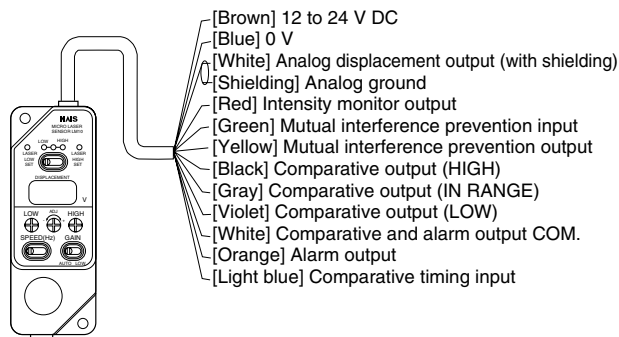 [Brown] 12 to 24 V DC
[Blue] 0 V
[White] Analog displacement output (with shielding)
[Shielding] Analog ground
[Red] Intensity monitor output
[Green] Mutual interference prevention input
[Yellow] Mutual interference prevention output
[Black] Comparative output (HIGH)
[Gray] Comparative output (IN RANGE)
[Violet] Comparative output (LOW)
[White] Comparative and alarm output COM.
[Orange] Alarm output
[Light blue] Comparative timing input
NAIS
MICRO LASER
SENSOR LM10
LOW HIGH
LASER LASER
LOW HIGH
SET SET
DISPLACEMENT
V
LOW ADJ HIGH
SPEED(Hz) GAIN
AUTO LOW